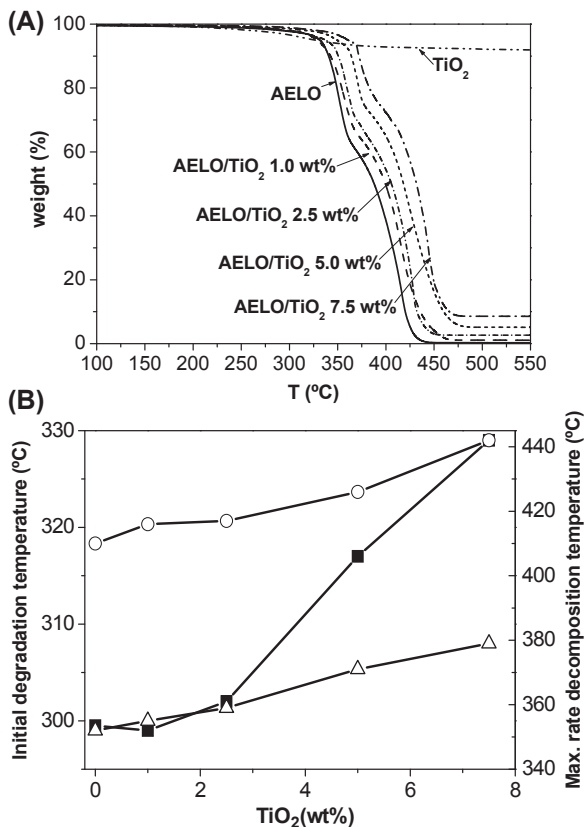 (A)
100
80
60
40
20
0
weight (%)
TiO2
AELO
AELO/TiO2 1.0 wt%
AELO/TiO2 2.5 wt%
AELO/TiO2 5.0 wt%
AELO/TiO2 7.5 wt%
100 150 200 250 300 350 400 450 500 550
T (ºC)
(B)
330
320
310
300
Initial degradation temperature (ºC)
440
420
400
380
360
340
Max. rate decomposition temperature (ºC)
0 2 4 6 8
TiO2(wt%)